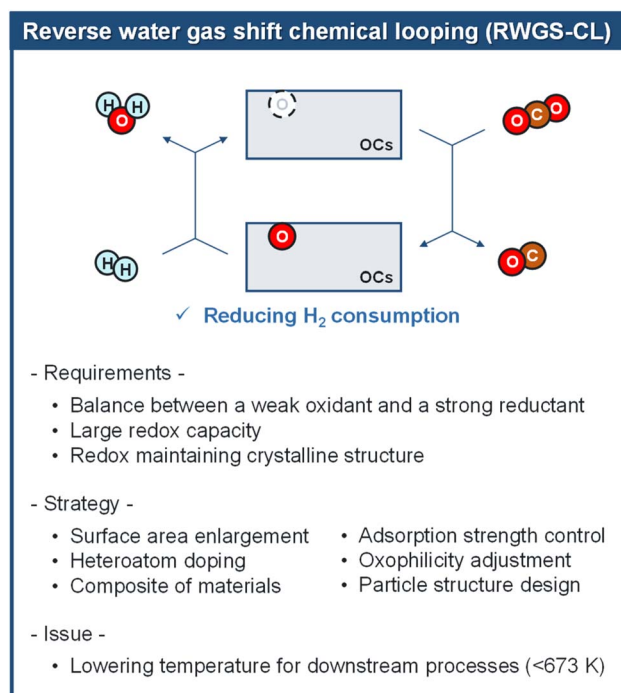 Reverse water gas shift chemical looping (RWGS-CL)
H H O
O
OCs
O C O
H H
O
OCs
O C
✓ Reducing H₂ consumption
- Requirements -
• Balance between a weak oxidant and a strong reductant
• Large redox capacity
• Redox maintaining crystalline structure
- Strategy -
• Surface area enlargement
• Heteroatom doping
• Composite of materials
• Adsorption strength control
• Oxophilicity adjustment
• Particle structure design
- Issue -
• Lowering temperature for downstream processes (<673 K)